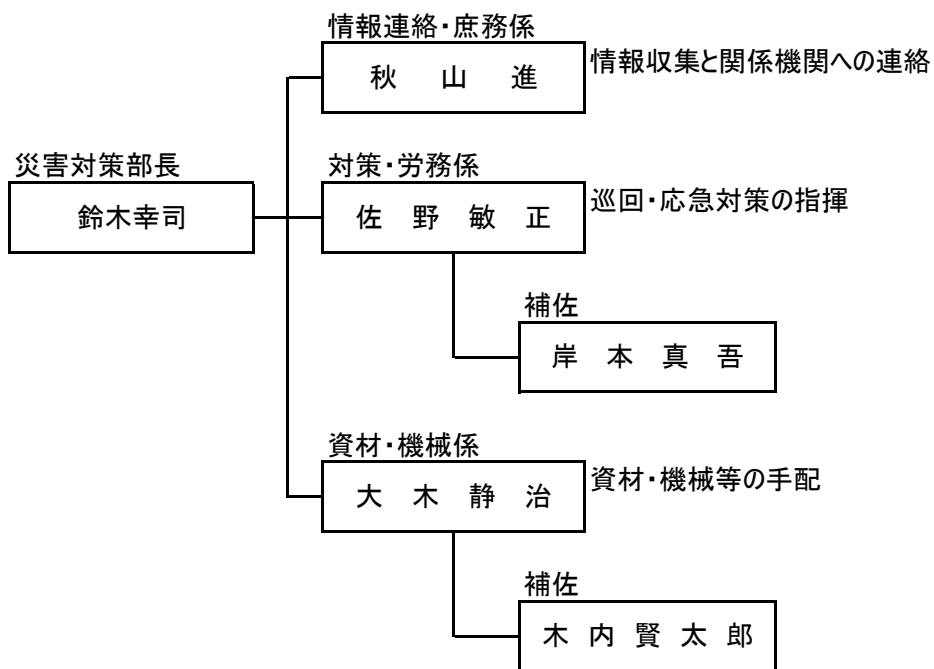 情報連絡・庶務係
秋山進
情報収集と関係機関への連絡
災害対策部長
鈴木幸司
対策・労務係
佐野敏正
巡回・応急対策の指揮
補佐
岸本真吾
資材・機械係
大木静治
資材・機械等の手配
補佐
木内賢太郎